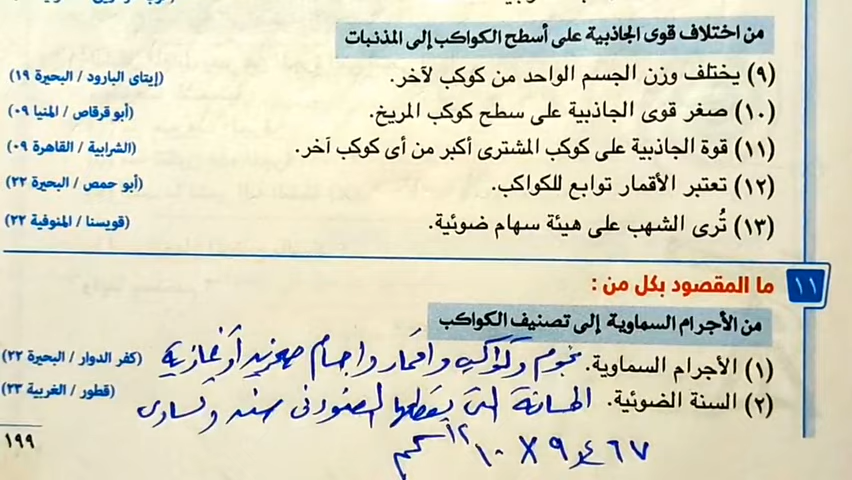 من اختلاف قوى الجاذبية على أسطح الكواكب إلى المذنبات
(٩) يختلف وزن الجسم الواحد من كوكب لآخر. (إيتاى البارود / البحيرة ١٩)
(١٠) صغر قوى الجاذبية على سطح كوكب المريخ. (أبو قرقاص / المنيا ٠٩)
(١١) قوة الجاذبية على كوكب المشترى أكبر من أى كوكب آخر. (الشرابية / القاهرة ٠٩)
(١٢) تعتبر الأقمار توابع للكواكب. (أبو حمص / البحيرة ٢٢)
(١٣) تُرى الشهب على هيئة سهام ضوئية. (قويسنا / المنوفية ٢٢)
١١ ما المقصود بكل من :
من الأجرام السماوية إلى تصنيف الكواكب
(١) الأجرام السماوية. نجوم وكواكب واقمار واجسام صخرية أو غازية (كفر الدوار / البحيرة ٢٢)
(٢) السنة الضوئية. المسافة التى يقطعها الضوء فى سنه وتساوى (قطور / الغربية ٢٣)
٩,٤٦٧ × ١٠ ١٢ كم
١٩٩